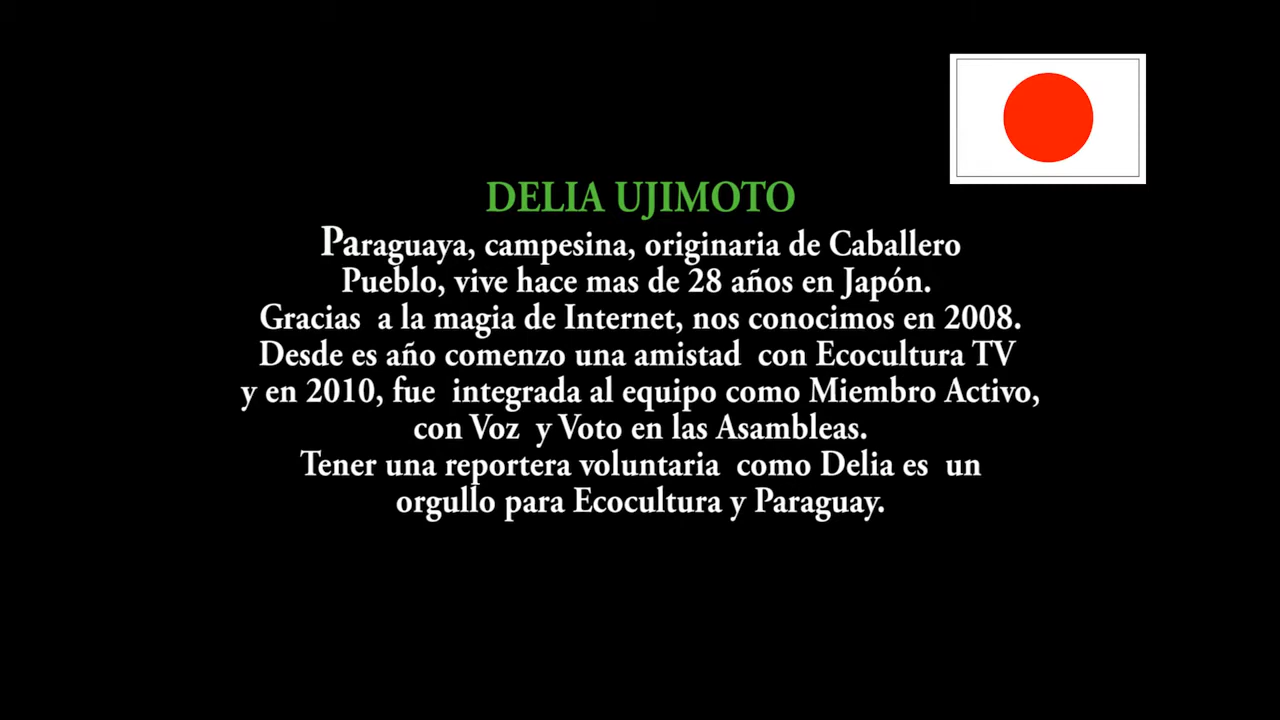 DELIA UJIMOTO
Paraguaya, campesina, originaria de Caballero
Pueblo, vive hace mas de 28 años en Japón.
Gracias  a la magia de Internet, nos conocimos en 2008.
Desde es año comenzo una amistad  con Ecocultura TV
y en 2010, fue  integrada al equipo como Miembro Activo,
con Voz  y Voto en las Asambleas.
Tener una reportera voluntaria  como Delia es  un
orgullo para Ecocultura y Paraguay.